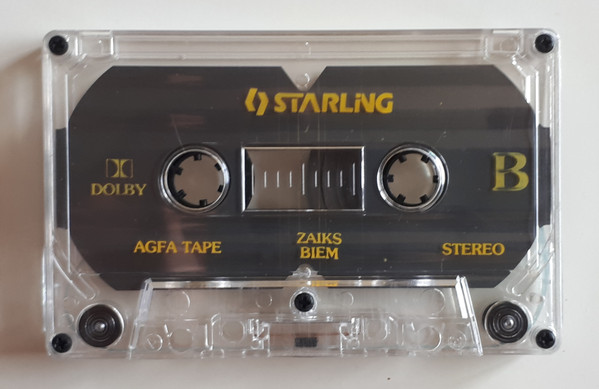 STARLING
DOLBY
B
AGFA TAPE
ZAIKS
BIEM
STEREO